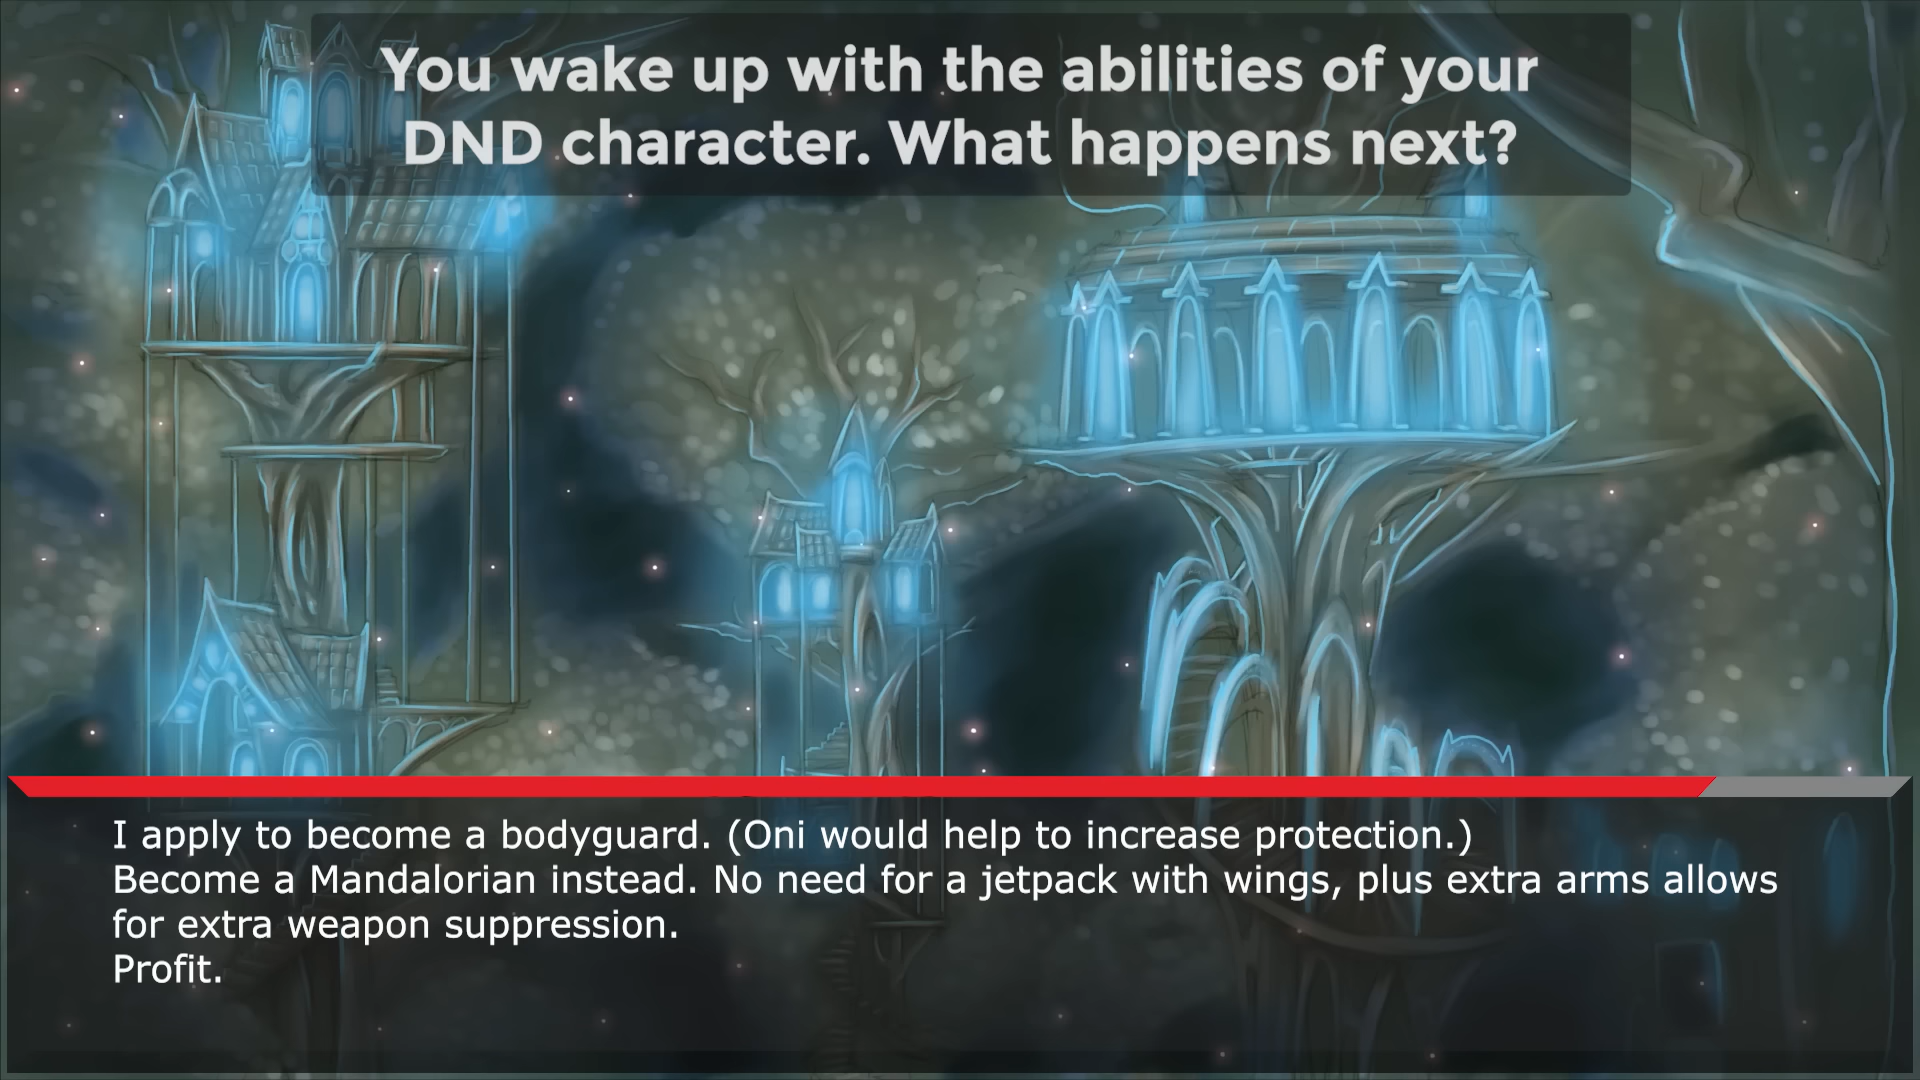 You wake up with the abilities of your
DND character. What happens next?
I apply to become a bodyguard. (Oni would help to increase protection.)
Become a Mandalorian instead. No need for a jetpack with wings, plus extra arms allows
for extra weapon suppression.
Profit.